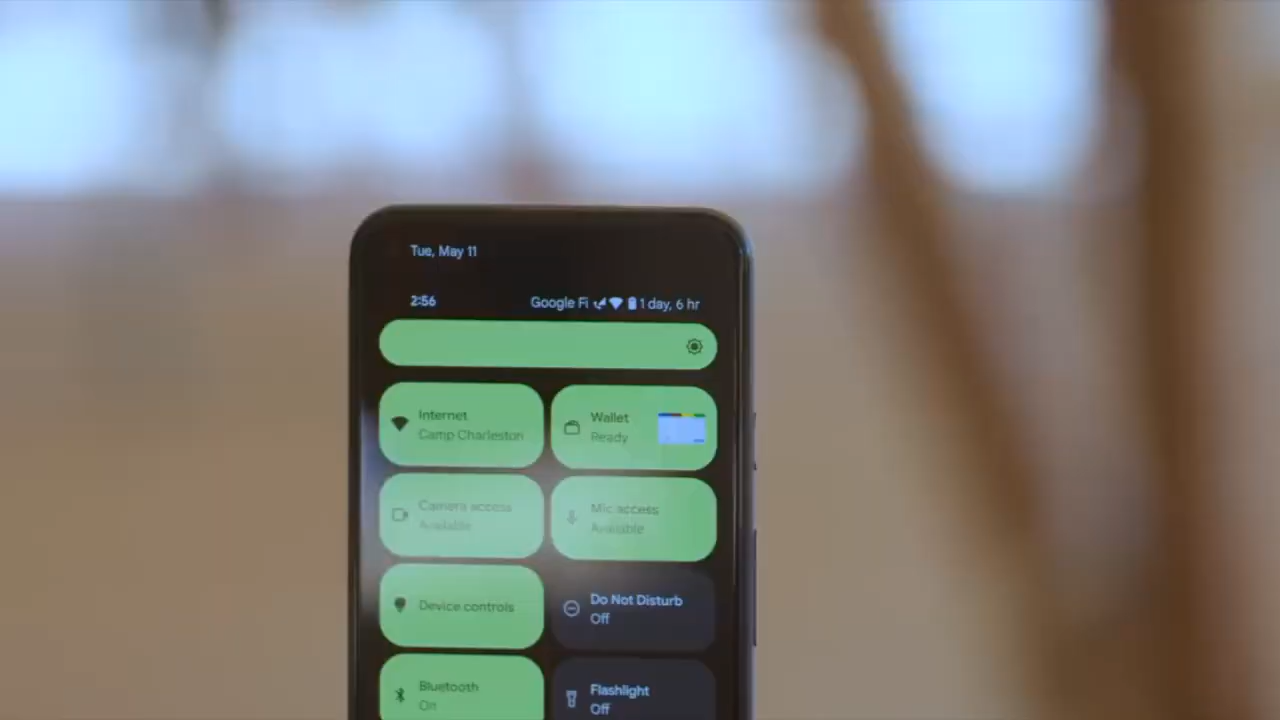 Tue, May 11
2:56
Google Fi 1 day, 6 hr
Internet
Camp Charleston
Wallet
Ready
Camera access
Available
Mic access
Available
Device controls
Do Not Disturb
Off
Bluetooth
On
Flashlight
Off